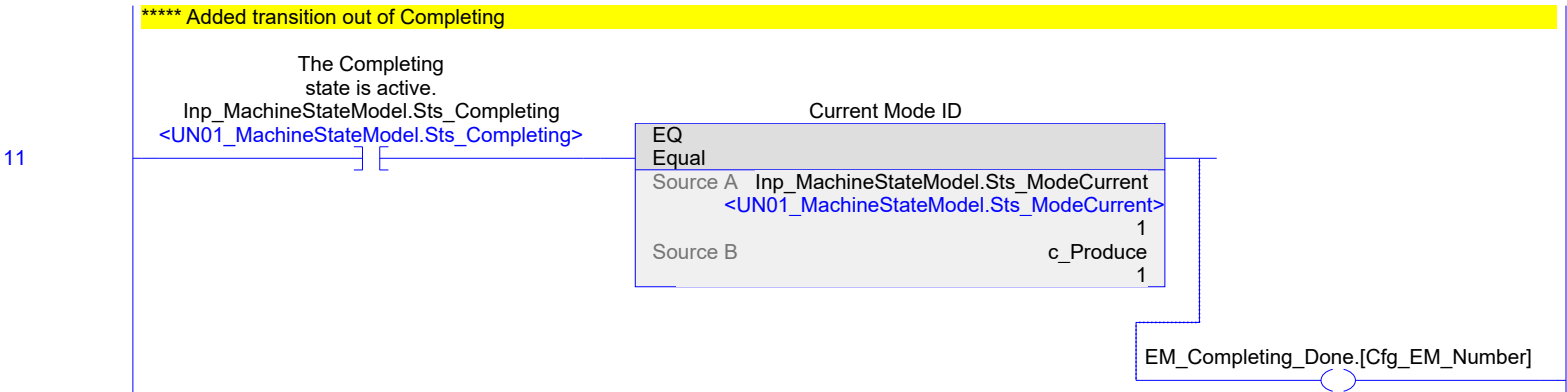 ***** Added transition out of Completing
The Completing
state is active.
Inp_MachineStateModel.Sts_Completing
<UN01_MachineStateModel.Sts_Completing>
11
Current Mode ID
EQ
Equal
Source A Inp_MachineStateModel.Sts_ModeCurrent
<UN01_MachineStateModel.Sts_ModeCurrent>
1
Source B c_Produce
1
EM_Completing_Done.[Cfg_EM_Number]